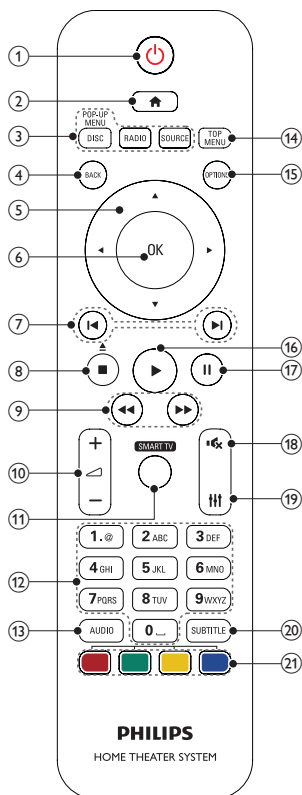 1
2
POP-UP
MENU
3
DISC
RADIO
SOURCE
TOP
MENU
14
4
BACK
OPTIONS
15
5
6
OK
7
16
8
17
9
SMART TV
18
10
11
19
1.@
2 ABC
3 DEF
12
4 GHI
5 JKL
6 MNO
7 PQRS
8 TUV
9 WXYZ
13
AUDIO
0
SUBTITLE
20
21
PHILIPS
HOME THEATER SYSTEM